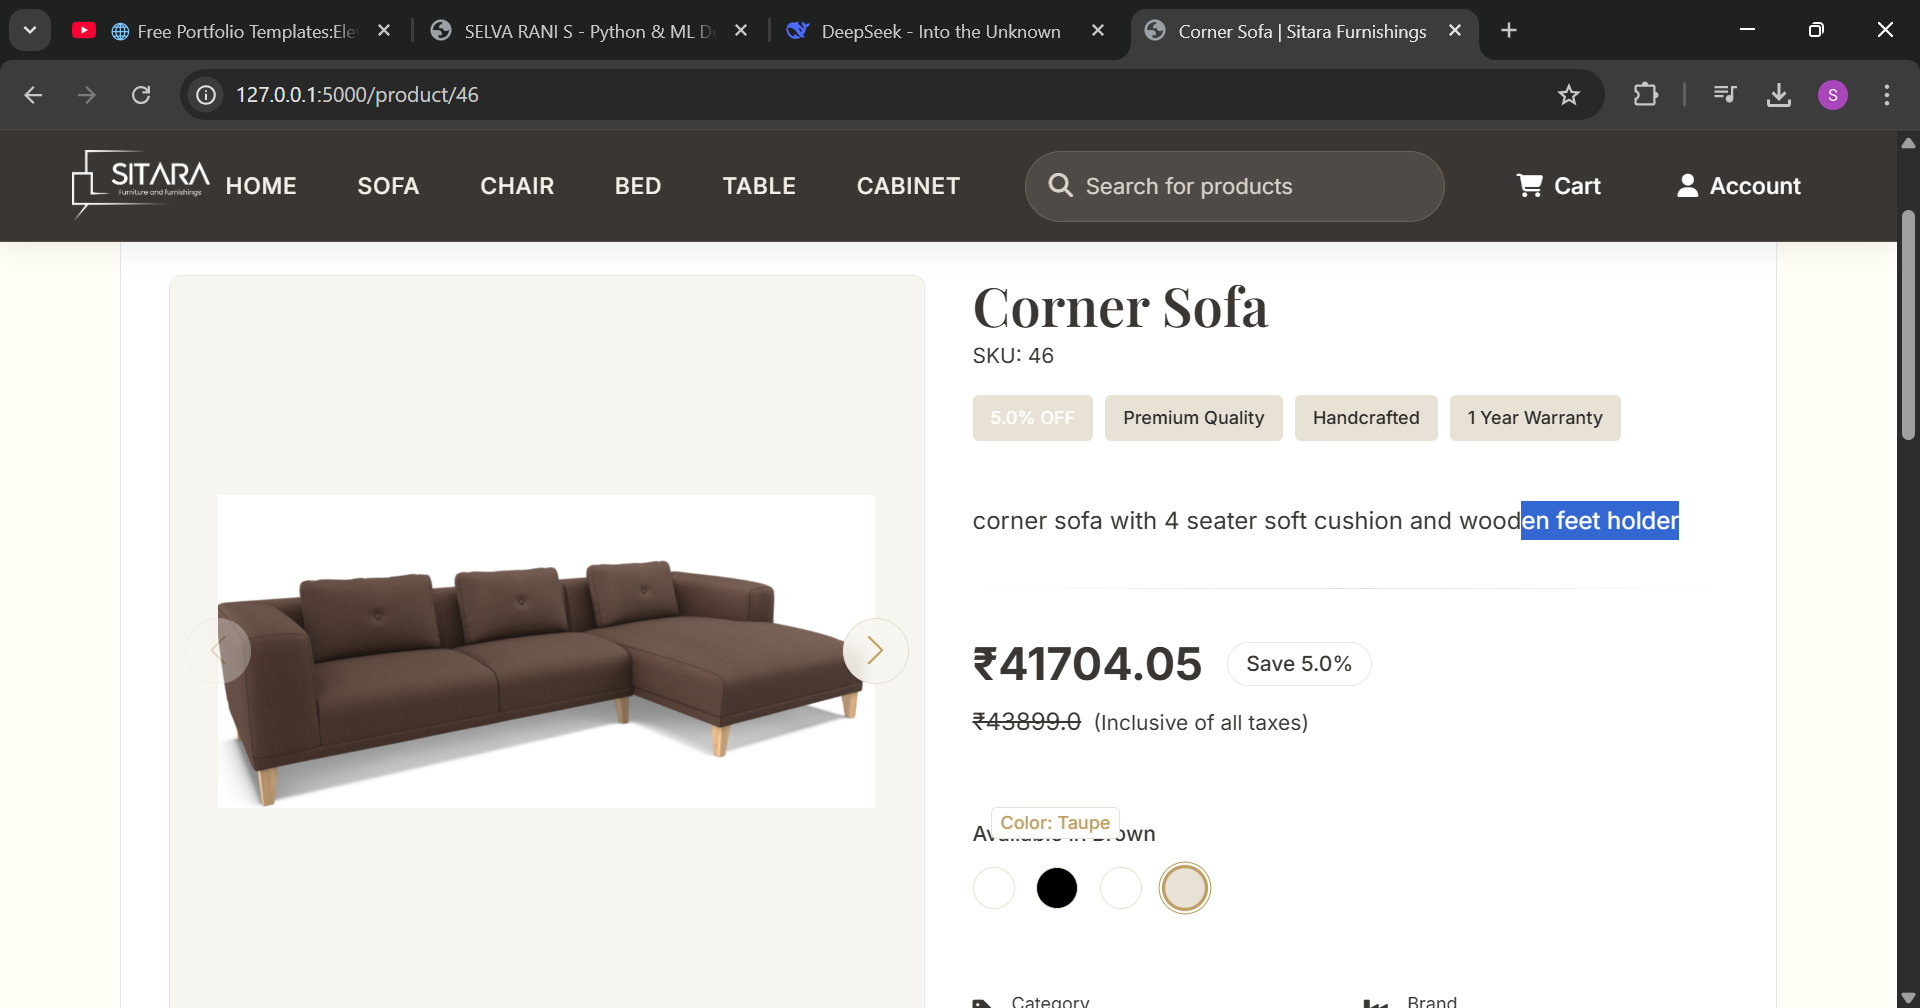 Free Portfolio Templates:Ele
SELVA RANI S - Python & ML D
DeepSeek - Into the Unknown
Corner Sofa | Sitara Furnishings
127.0.0.1:5000/product/46
S
SITARA
Furniture and furnishings
HOME
SOFA
CHAIR
BED
TABLE
CABINET
Search for products
Cart
Account
Corner Sofa
SKU: 46
5.0% OFF
Premium Quality
Handcrafted
1 Year Warranty
corner sofa with 4 seater soft cushion and wooden feet holder
₹41704.05
Save 5.0%
₹43899.0 (Inclusive of all taxes)
Color: Taupe
Available in Brown
Category
Brand